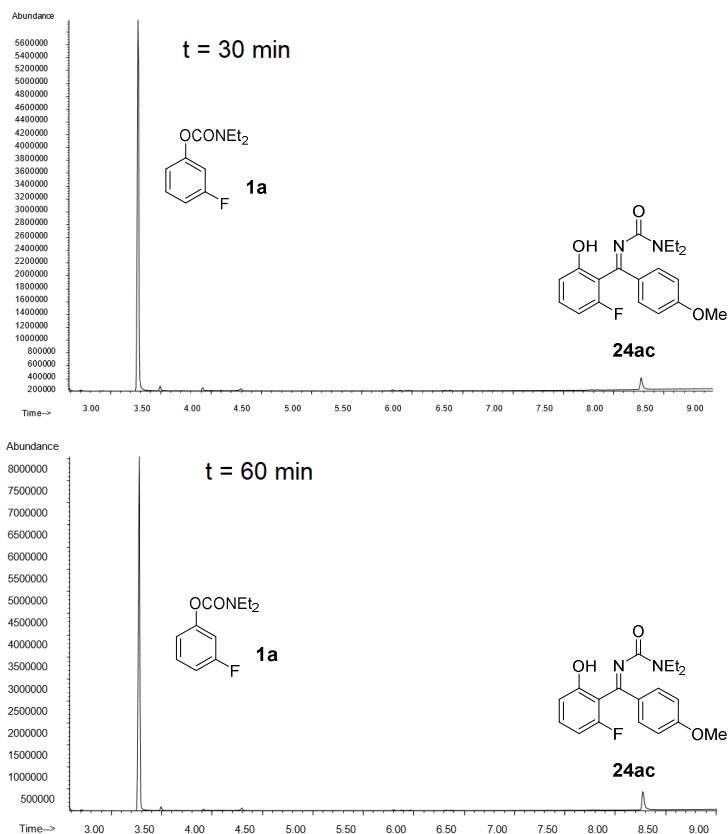 Abundance
t = 30 min
5600000
5400000
5200000
5000000
4800000
4600000
4400000
4200000
4000000
3800000
3600000
3400000
3200000
3000000
2800000
2600000
2400000
2200000
2000000
1800000
1600000
1400000
1200000
1000000
800000
600000
400000
200000
OCONEt2
F
1a
O
OH
N
NEt2
F
OMe
24ac
3.00 3.50 4.00 4.50 5.00 5.50 6.00 6.50 7.00 7.50 8.00 8.50 9.00
Time-->
Abundance
t = 60 min
8000000
7500000
7000000
6500000
6000000
5500000
5000000
4500000
4000000
3500000
3000000
2500000
2000000
1500000
1000000
500000
OCONEt2
F
1a
O
OH
N
NEt2
F
OMe
24ac
Time--> 3.00 3.50 4.00 4.50 5.00 5.50 6.00 6.50 7.00 7.50 8.00 8.50 9.00